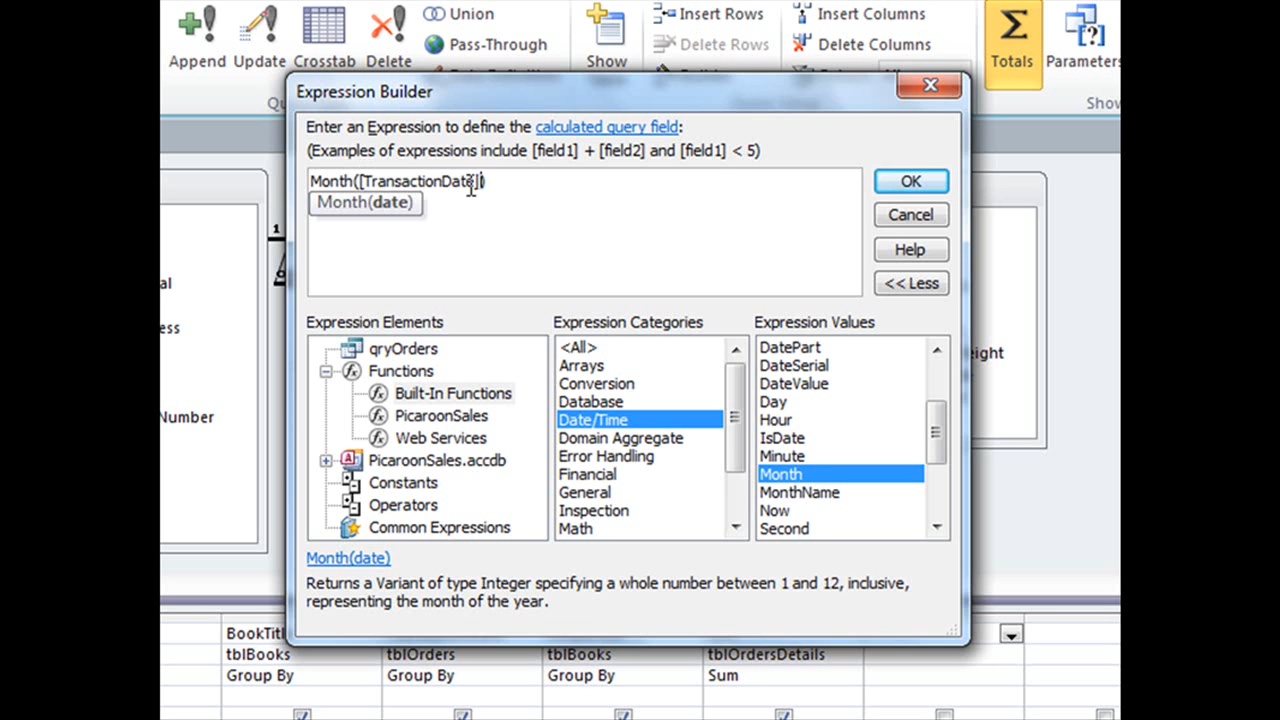 Append Update Crosstab Delete
Union
Pass-Through
Show
Insert Rows
Delete Rows
Insert Columns
Delete Columns
Totals
Parameters
Expression Builder
Enter an Expression to define the calculated query field:
(Examples of expressions include [field1] + [field2] and [field1] < 5)
Month([TransactionDate])
Month(date)
OK
Cancel
Help
<< Less
1
Number
Expression Elements
qryOrders
Functions
Built-In Functions
PicaroonSales
Web Services
PicaroonSales.accdb
Constants
Operators
Common Expressions
Expression Categories
<All>
Arrays
Conversion
Database
Date/Time
Domain Aggregate
Error Handling
Financial
General
Inspection
Math
Expression Values
DatePart
DateSerial
DateValue
Day
Hour
IsDate
Minute
Month
MonthName
Now
Second
Month(date)
Returns a Variant of type Integer specifying a whole number between 1 and 12, inclusive,
representing the month of the year.
BookTitl
tblBooks tblOrders tblBooks tblOrdersDetails
Group By Group By Group By Sum